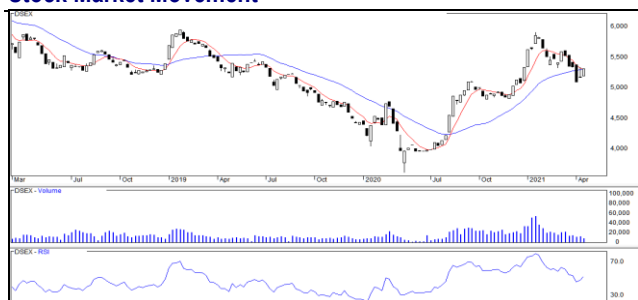 Stock Market Movement
DSEX
6,000
5,500
5,000
4,500
4,000
Mar Jul Oct 2019 Apr Jul Oct 2020 Jul Oct 2021 Apr
DSEX - Volume
100,000
80,000
60,000
40,000
20,000
0
DSEX - RSI
70.0
30.0